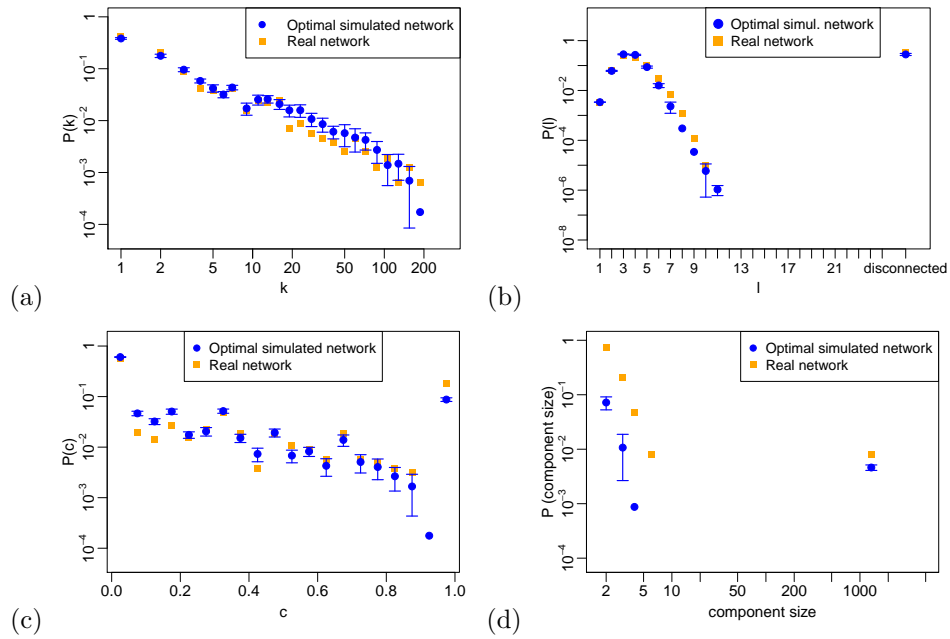 Optimal simulated network
Real network
1
10⁻¹
10⁻²
10⁻³
10⁻⁴
P(k)
1 2 5 10 20 50 100 200
k
(a)
Optimal simul. network
Real network
1
10⁻²
10⁻⁴
10⁻⁶
10⁻⁸
P(l)
1 3 5 7 9 13 17 21 disconnected
l
(b)
Optimal simulated network
Real network
1
10⁻¹
10⁻²
10⁻³
10⁻⁴
P(c)
0.0 0.2 0.4 0.6 0.8 1.0
c
(c)
Optimal simulated network
Real network
1
10⁻¹
10⁻²
10⁻³
10⁻⁴
P (component size)
2 5 10 50 200 1000
component size
(d)